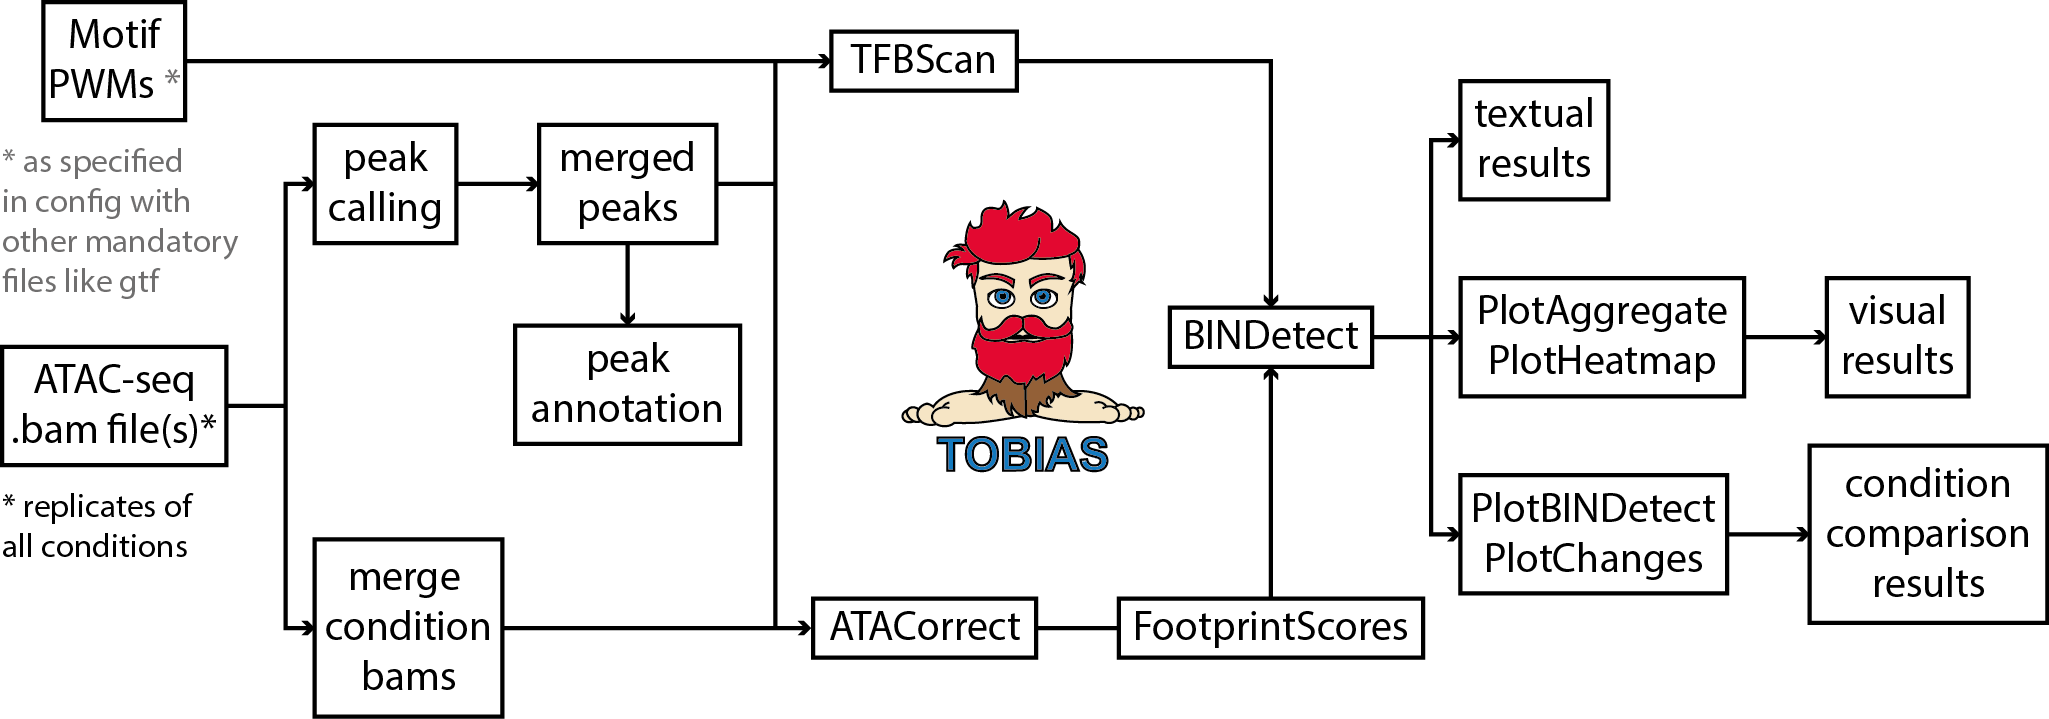 Motif
PWMs *
* as specified
in config with
other mandatory
files like gtf
ATAC-seq
.bam file(s)*
* replicates of
all conditions
peak
calling
merged
peaks
peak
annotation
merge
condition
bams
TFBScan
TOBIAS
ATACorrect
FootprintScores
BINDetect
textual
results
PlotAggregate
PlotHeatmap
visual
results
PlotBINDetect
PlotChanges
condition
comparison
results